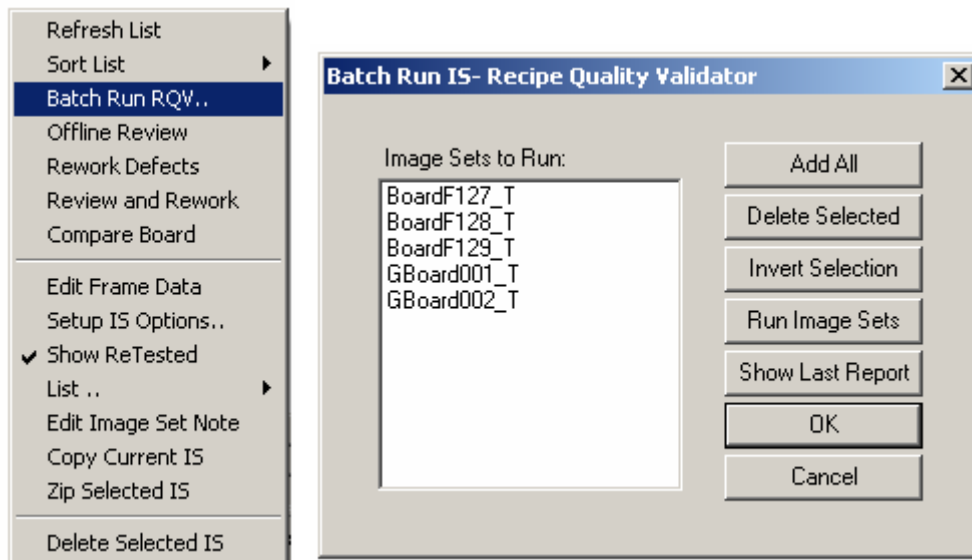 Refresh List
Sort List
Batch Run RQV..
Offline Review
Rework Defects
Review and Rework
Compare Board
Edit Frame Data
Setup IS Options..
Show ReTested
List ..
Edit Image Set Note
Copy Current IS
Zip Selected IS
Delete Selected IS
Batch Run IS- Recipe Quality Validator
Image Sets to Run:
BoardF127_T
BoardF128_T
BoardF129_T
GBoard001_T
GBoard002_T
Add All
Delete Selected
Invert Selection
Run Image Sets
Show Last Report
OK
Cancel